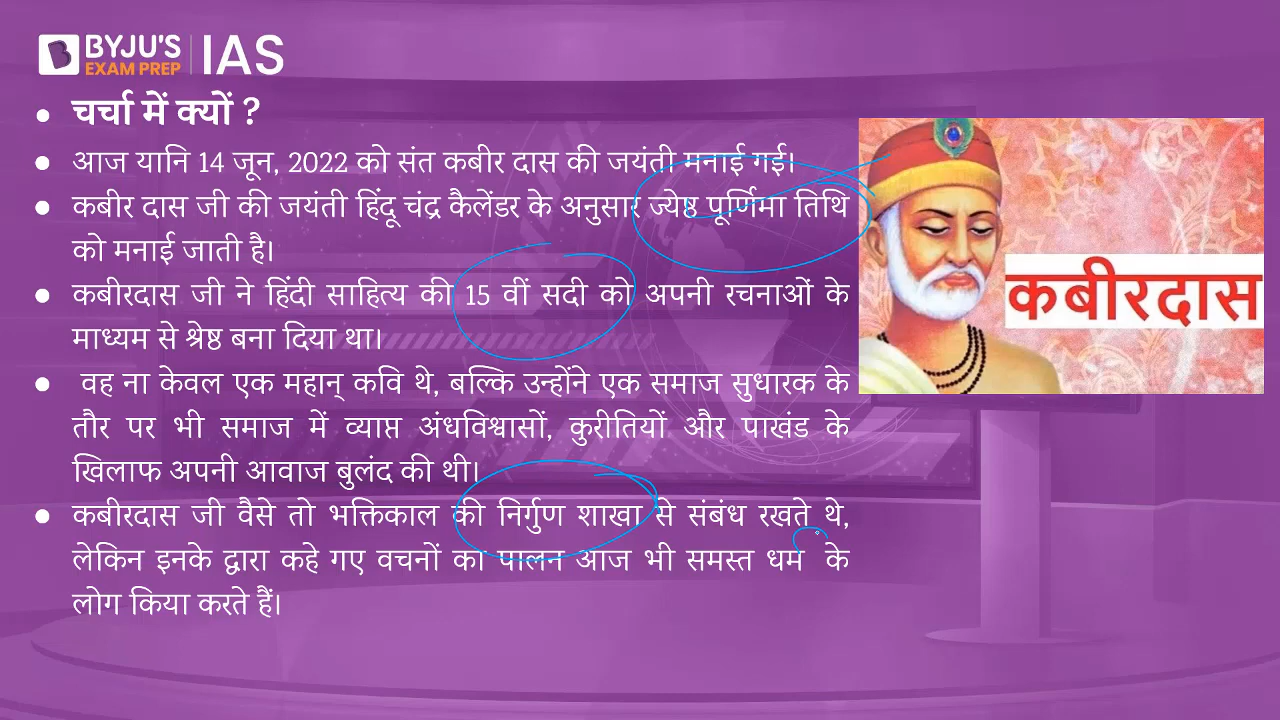 BYJU'S
EXAM PREP
IAS
चर्चा में क्यों ?
आज यानि 14 जून, 2022 को संत कबीर दास की जयंती मनाई गई।
कबीर दास जी की जयंती हिंदू चंद्र कैलेंडर के अनुसार ज्येष्ठ पूर्णिमा तिथि
को मनाई जाती है।
कबीरदास जी ने हिंदी साहित्य की 15 वीं सदी को अपनी रचनाओं के
माध्यम से श्रेष्ठ बना दिया था।
वह ना केवल एक महान् कवि थे, बल्कि उन्होंने एक समाज सुधारक के
तौर पर भी समाज में व्याप्त अंधविश्वासों, कुरीतियों और पाखंड के
खिलाफ अपनी आवाज बुलंद की थी।
कबीरदास जी वैसे तो भक्तिकाल की निर्गुण शाखा से संबंध रखते थे,
लेकिन इनके द्वारा कहे गए वचनों का पालन आज भी समस्त धर्म के
लोग किया करते हैं।
कबीरदास